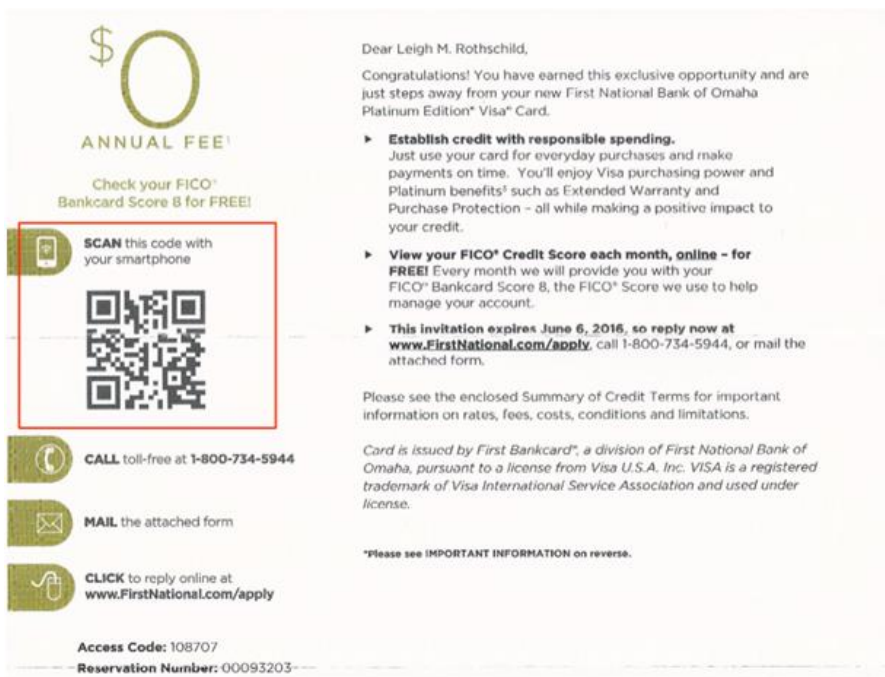 $0
ANNUAL FEE¹
Check your FICO®
Bankcard Score 8 for FREE!
SCAN this code with
your smartphone
CALL toll-free at 1-800-734-5944
MAIL the attached form
CLICK to reply online at
www.FirstNational.com/apply
Access Code: 108707
Reservation Number: 00093203
Dear Leigh M. Rothschild,
Congratulations! You have earned this exclusive opportunity and are
just steps away from your new First National Bank of Omaha
Platinum Edition® Visa® Card.
▸ Establish credit with responsible spending.
Just use your card for everyday purchases and make
payments on time. You'll enjoy Visa purchasing power and
Platinum benefits⁵ such as Extended Warranty and
Purchase Protection – all while making a positive impact to
your credit.
▸ View your FICO® Credit Score each month, online – for
FREE! Every month we will provide you with your
FICO® Bankcard Score 8, the FICO® Score we use to help
manage your account.
▸ This invitation expires June 6, 2016, so reply now at
www.FirstNational.com/apply, call 1-800-734-5944, or mail the
attached form.
Please see the enclosed Summary of Credit Terms for important
information on rates, fees, costs, conditions and limitations.
Card is issued by First Bankcard®, a division of First National Bank of
Omaha, pursuant to a license from Visa U.S.A. Inc. VISA is a registered
trademark of Visa International Service Association and used under
license.
*Please see IMPORTANT INFORMATION on reverse.